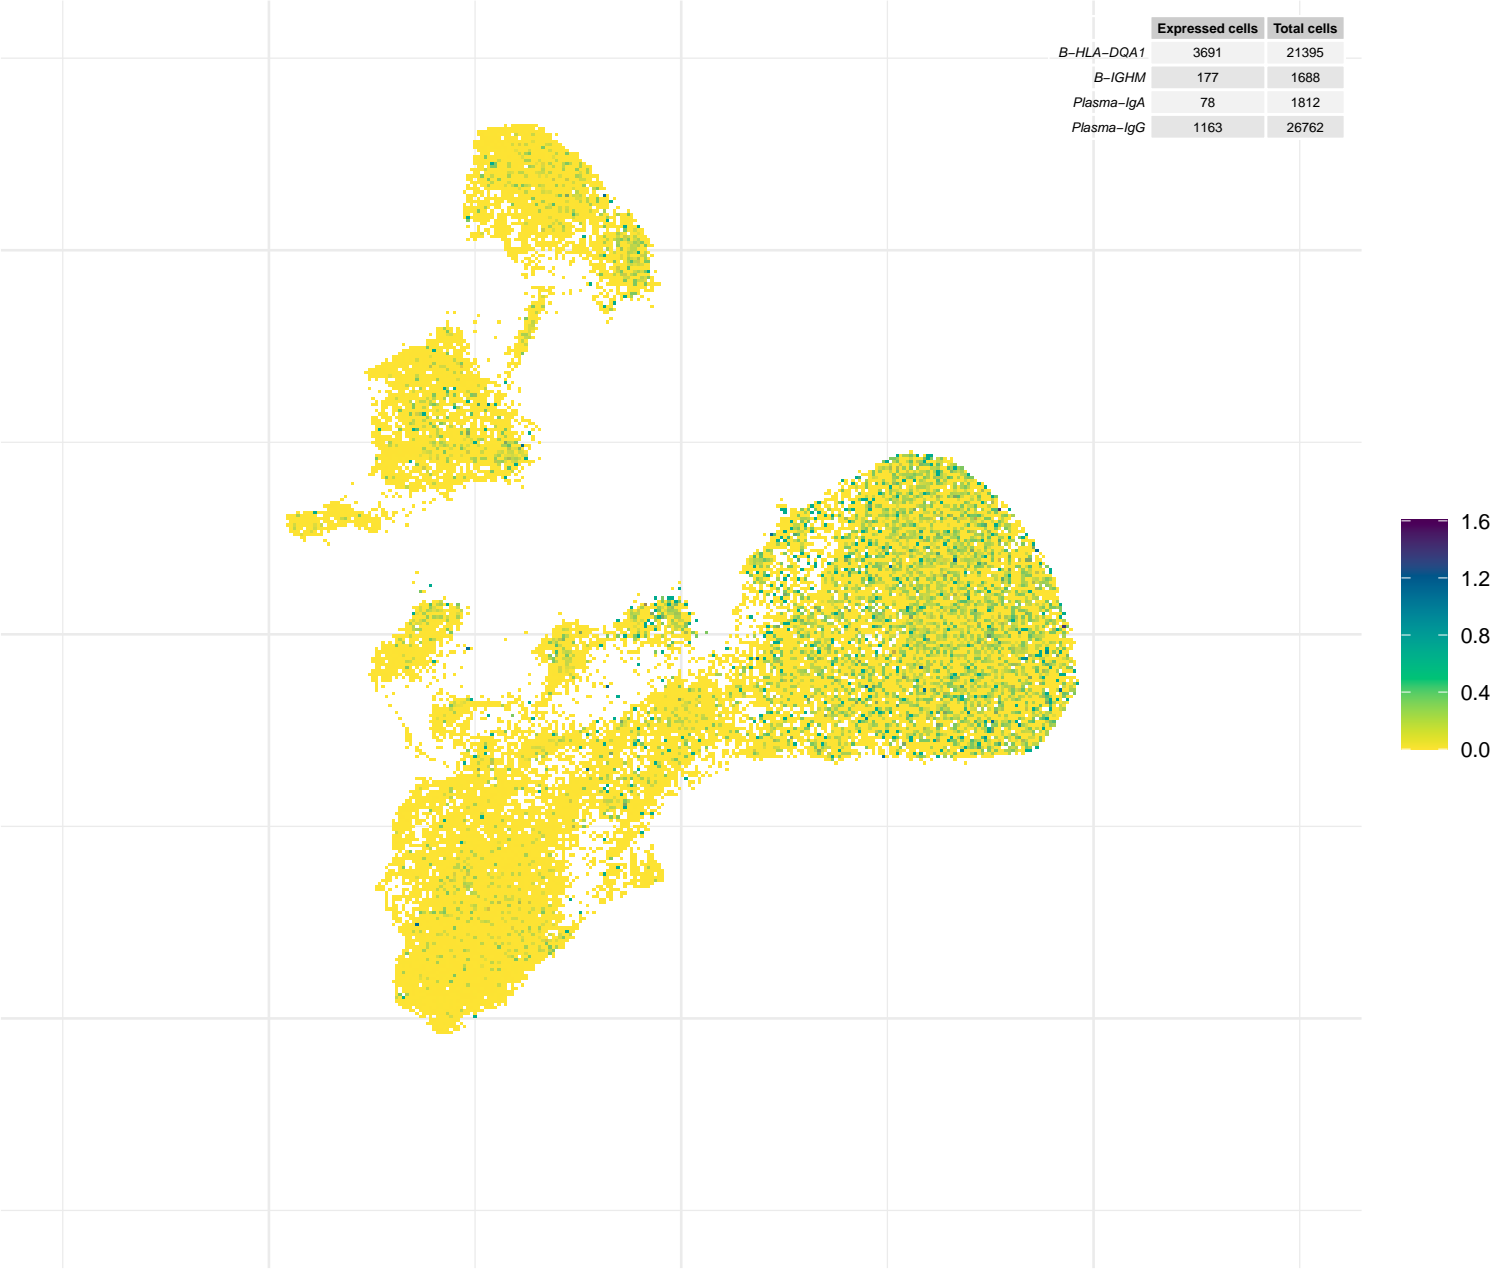 Expressed cells Total cells
B−HLA−DQA1 3691 21395
B−IGHM 177 1688
Plasma−IgA 78 1812
Plasma−IgG 1163 26762
1.6
1.2
0.8
0.4
0.0